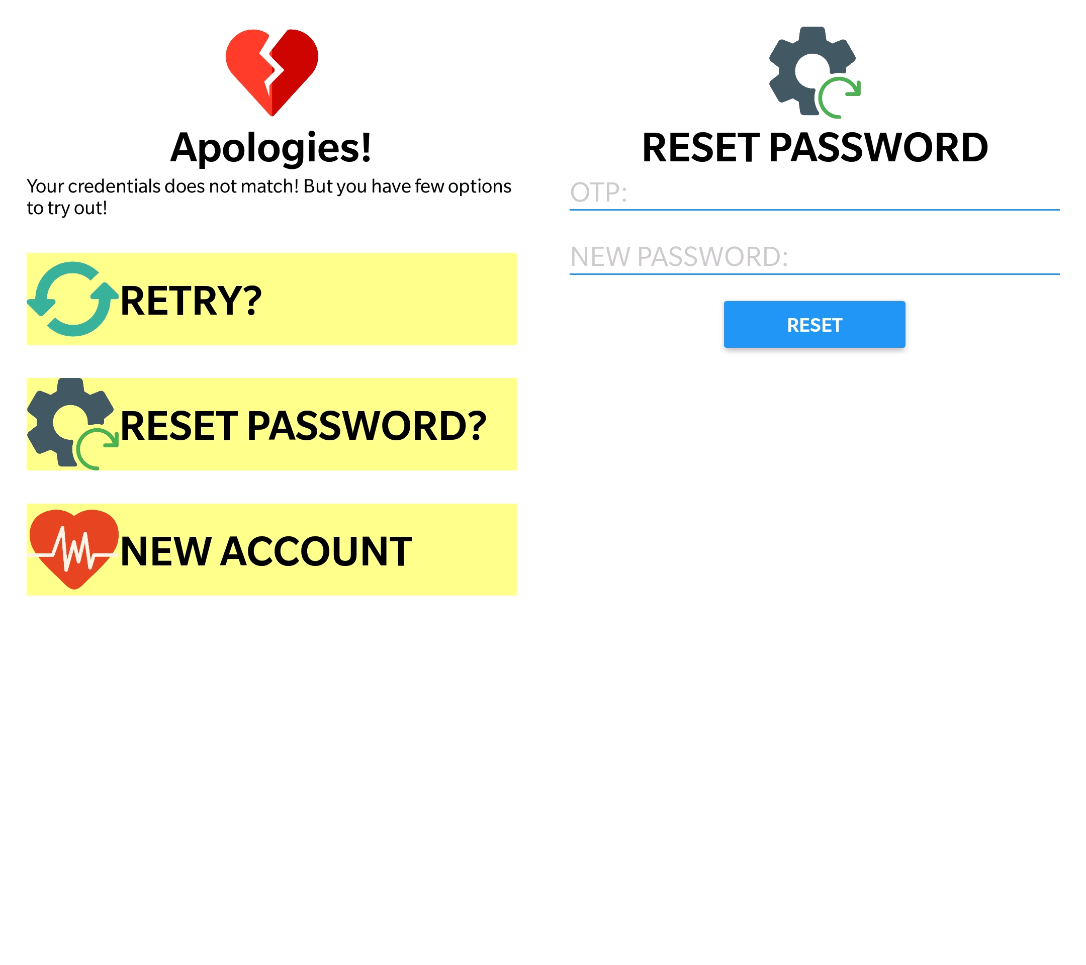 Apologies!
Your credentials does not match! But you have few options
to try out!
RETRY?
RESET PASSWORD?
NEW ACCOUNT
RESET PASSWORD
OTP:
NEW PASSWORD:
RESET